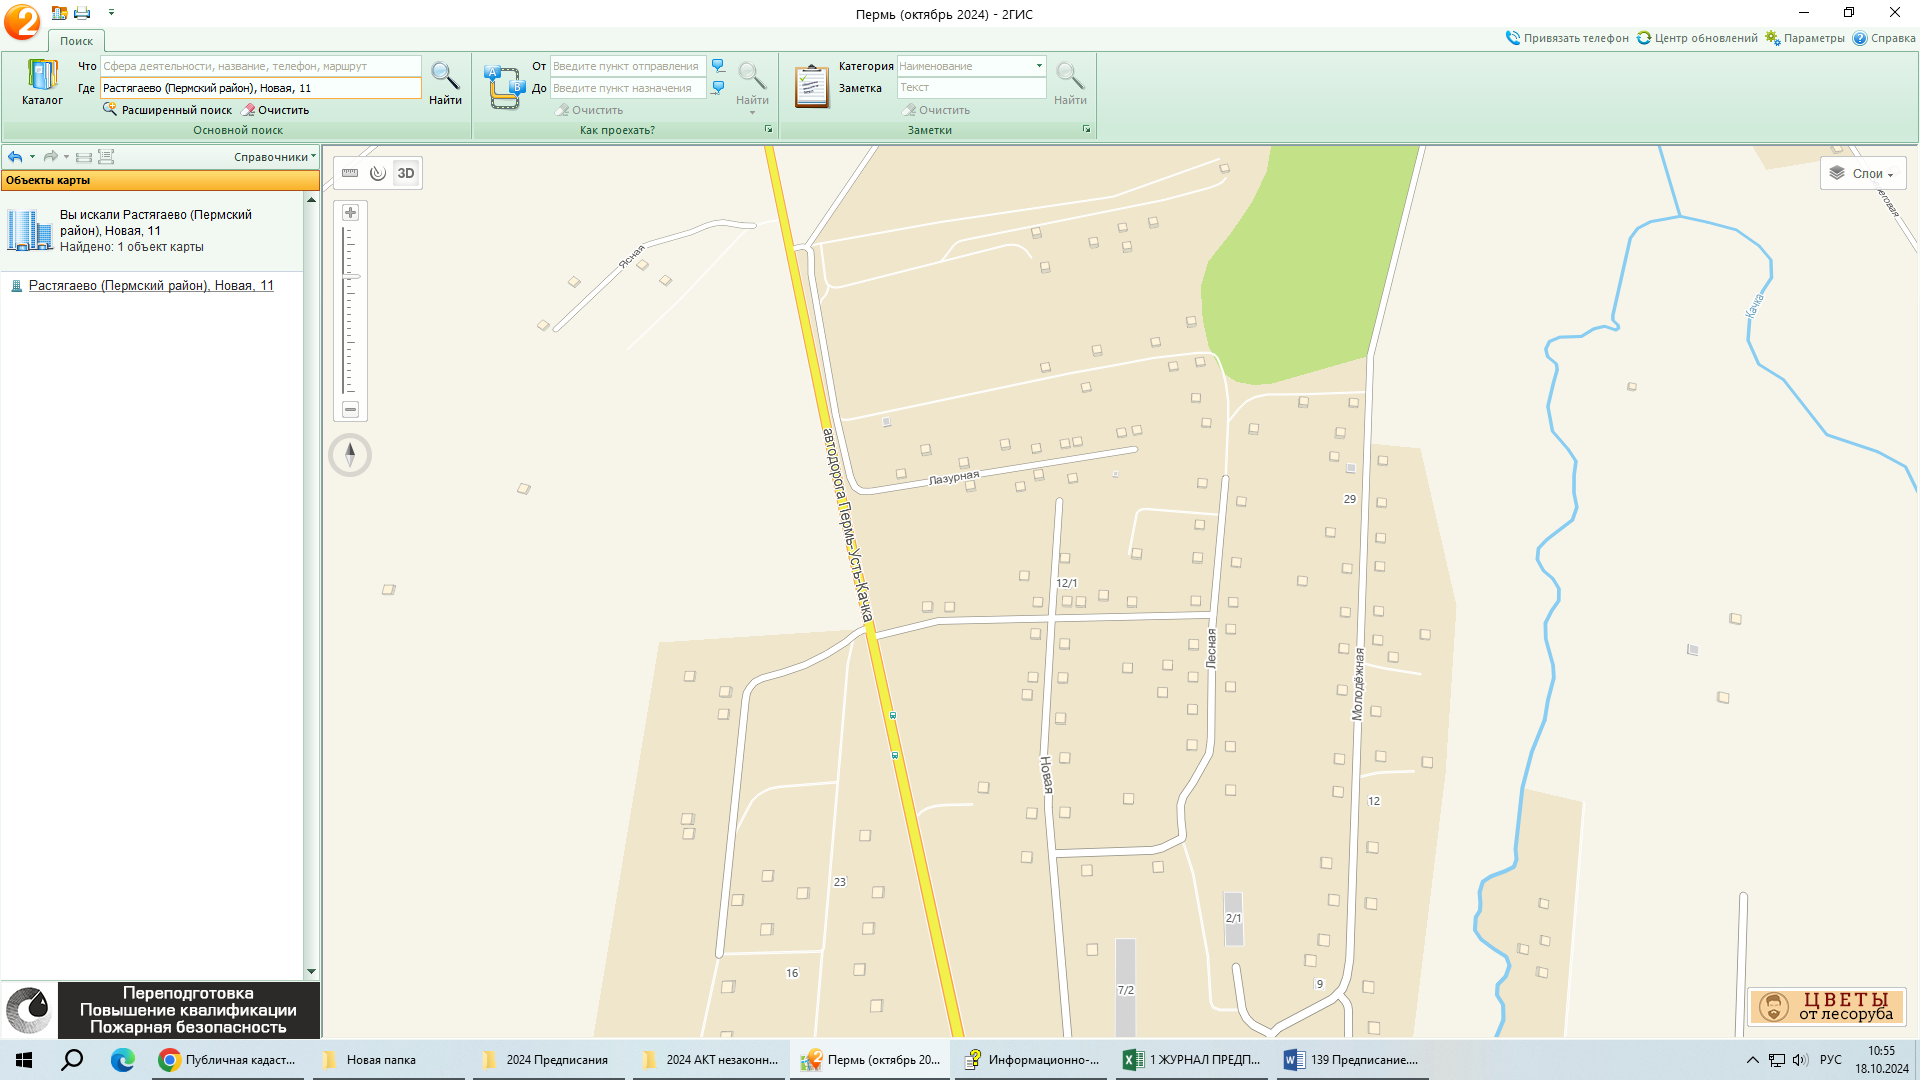 Пермь (октябрь 2024) - 2ГИС
Поиск
Привязать телефон
Центр обновлений
Параметры
Справка
Каталог
Что
Сфера деятельности, название, телефон, маршрут
Где
Растягаево (Пермский район), Новая, 11
Расширенный поиск
Очистить
Найти
Основной поиск
От
Введите пункт отправления
До
Введите пункт назначения
Очистить
Найти
Как проехать?
Категория
Наименование
Заметка
Текст
Очистить
Найти
Заметки
Справочники
Объекты карты
Вы искали Растягаево (Пермский
район), Новая, 11
Найдено: 1 объект карты
Растягаево (Пермский район), Новая, 11
3D
Слои
Ясная
Качка
автодорога Пермь-Усть-Качка
Лазурная
29
12/1
Лесная
Молодёжная
Новая
12
23
2/1
16
9
7/2
Переподготовка
Повышение квалификации
Пожарная безопасность
ЦВЕТЫ
от лесоруба
Публичная кадаст...
Новая папка
2024 Предписания
2024 АКТ незаконн...
Пермь (октябрь 20...
Информационно-...
1 ЖУРНАЛ ПРЕДП...
139 Предписание....
РУС
10:55
18.10.2024